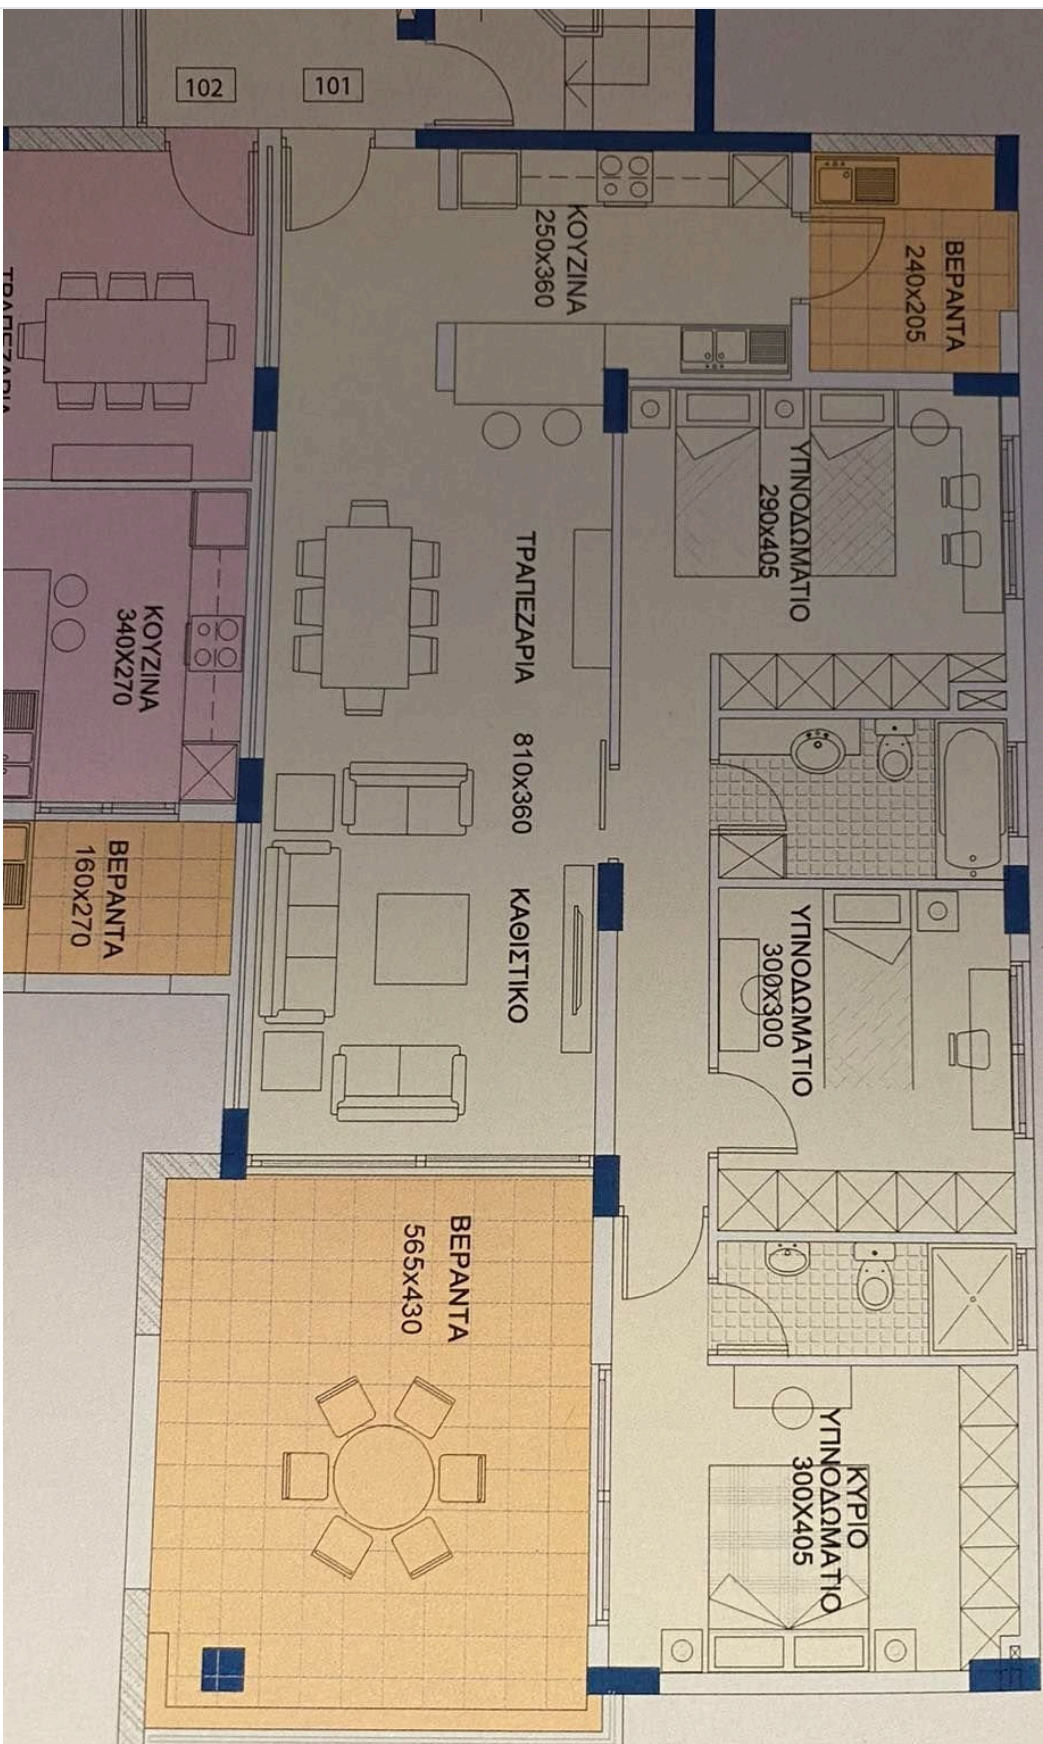 102
101
ΚΟΥΖΙΝΑ
250x360
ΒΕΡΑΝΤΑ
240x205
ΤΡΑΠΕΖΑΡΙΑ
ΥΠΝΟΔΩΜΑΤΙΟ
290x405
ΤΡΑΠΕΖΑΡΙΑ 810x360 ΚΑΘΙΣΤΙΚΟ
ΚΟΥΖΙΝΑ
340X270
ΒΕΡΑΝΤΑ
160x270
ΥΠΝΟΔΩΜΑΤΙΟ
300x300
ΒΕΡΑΝΤΑ
565x430
ΚΥΡΙΟ
ΥΠΝΟΔΩΜΑΤΙΟ
300X405